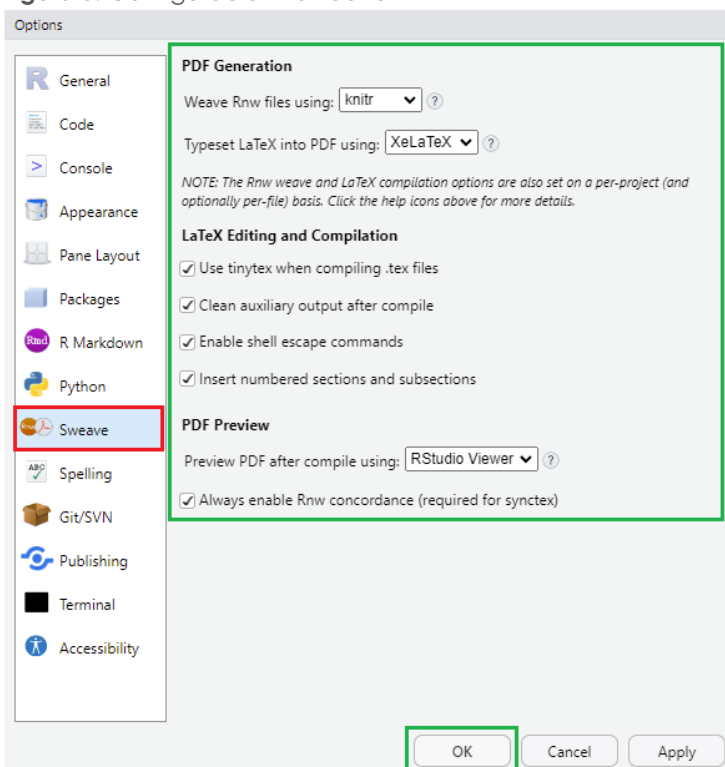 Options
General
Code
Console
Appearance
Pane Layout
Packages
Rmd R Markdown
Python
Sweave
ABC Spelling
Git/SVN
Publishing
Terminal
Accessibility
PDF Generation
Weave Rnw files using: knitr ?
Typeset LaTeX into PDF using: XeLaTeX ?
NOTE: The Rnw weave and LaTeX compilation options are also set on a per-project (and
optionally per-file) basis. Click the help icons above for more details.
LaTeX Editing and Compilation
Use tinytex when compiling .tex files
Clean auxiliary output after compile
Enable shell escape commands
Insert numbered sections and subsections
PDF Preview
Preview PDF after compile using: RStudio Viewer ?
Always enable Rnw concordance (required for synctex)
OK Cancel Apply